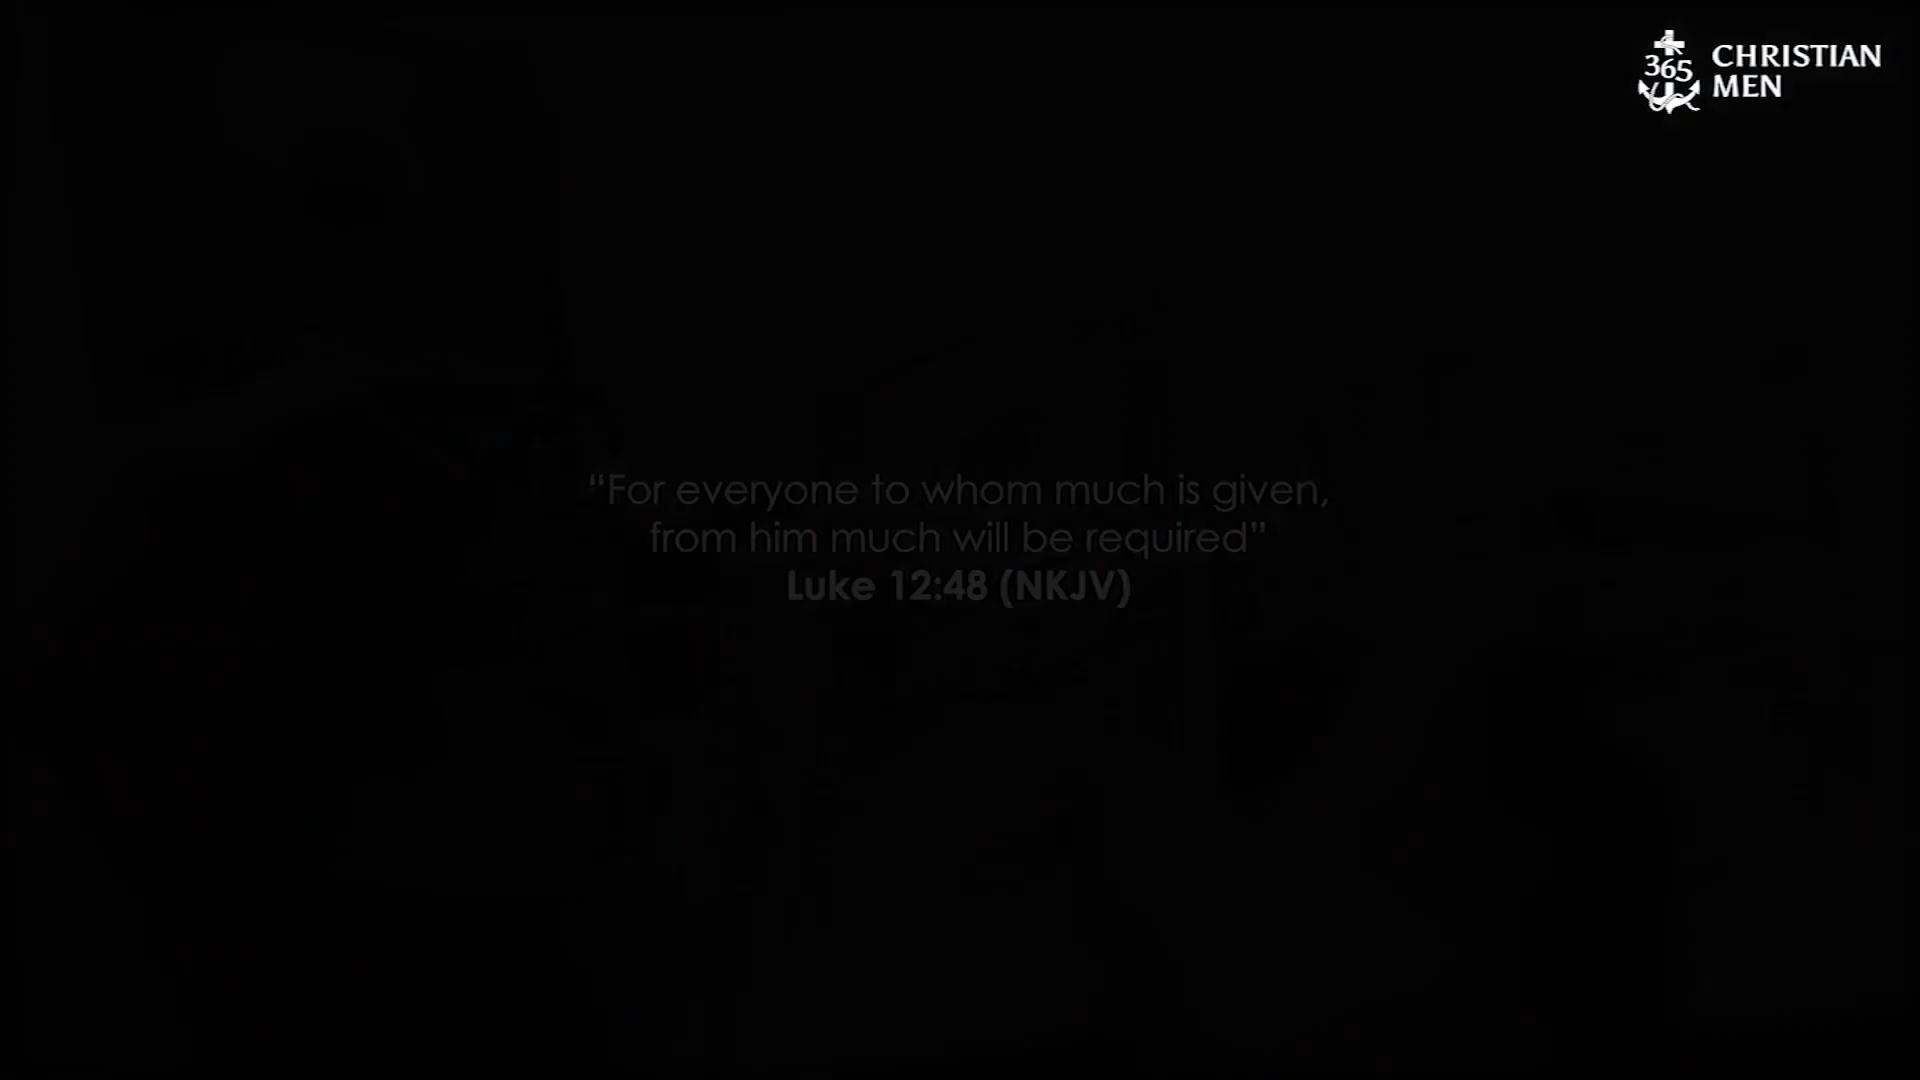 365
CHRISTIAN
MEN
“For everyone to whom much is given,
from him much will be required”
Luke 12:48 (NKJV)